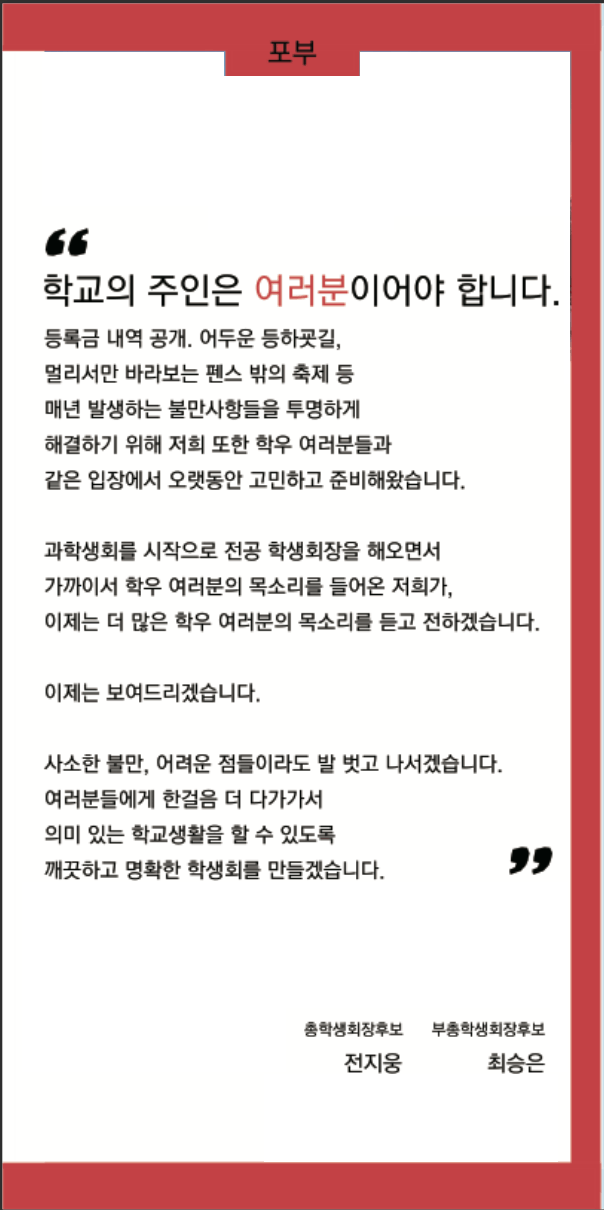 포부
❝
학교의 주인은 여러분이어야 합니다.
등록금 내역 공개. 어두운 등하굣길,
멀리서만 바라보는 펜스 밖의 축제 등
매년 발생하는 불만사항들을 투명하게
해결하기 위해 저희 또한 학우 여러분들과
같은 입장에서 오랫동안 고민하고 준비해왔습니다.
과학생회를 시작으로 전공 학생회장을 해오면서
가까이서 학우 여러분의 목소리를 들어온 저희가,
이제는 더 많은 학우 여러분의 목소리를 듣고 전하겠습니다.
이제는 보여드리겠습니다.
사소한 불만, 어려운 점들이라도 발 벗고 나서겠습니다.
여러분들에게 한걸음 더 다가가서
의미 있는 학교생활을 할 수 있도록
깨끗하고 명확한 학생회를 만들겠습니다.
❞
총학생회장후보 부총학생회장후보
전지웅 최승은